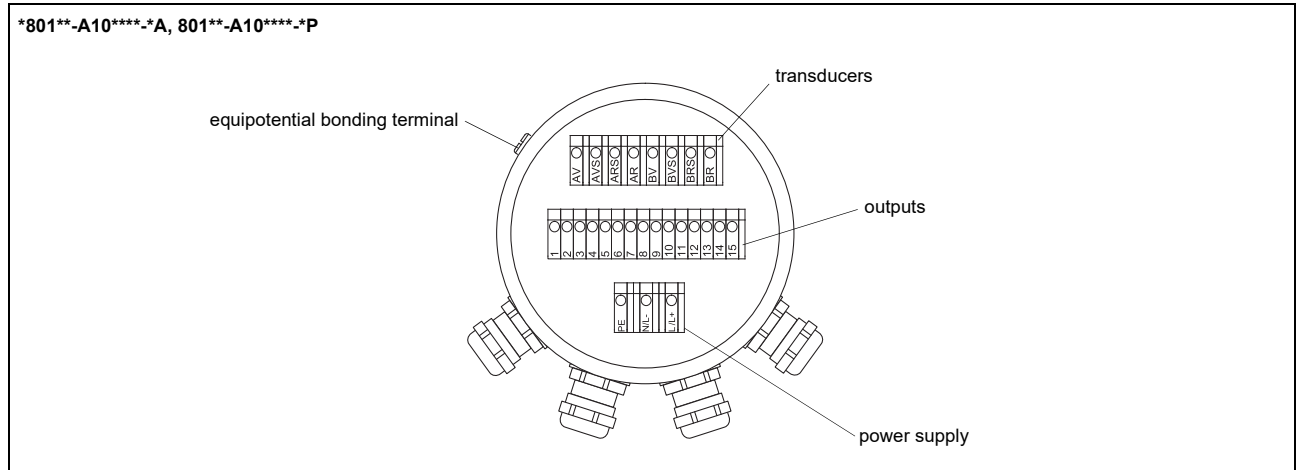 *801**-A10****-*A, 801**-A10****-*P
transducers
equipotential bonding terminal
AV AVS ARS AR BV BVS BRS BR
outputs
1 2 3 4 5 6 7 8 9 10 11 12 13 14 15
PE N/L- L/L+
power supply